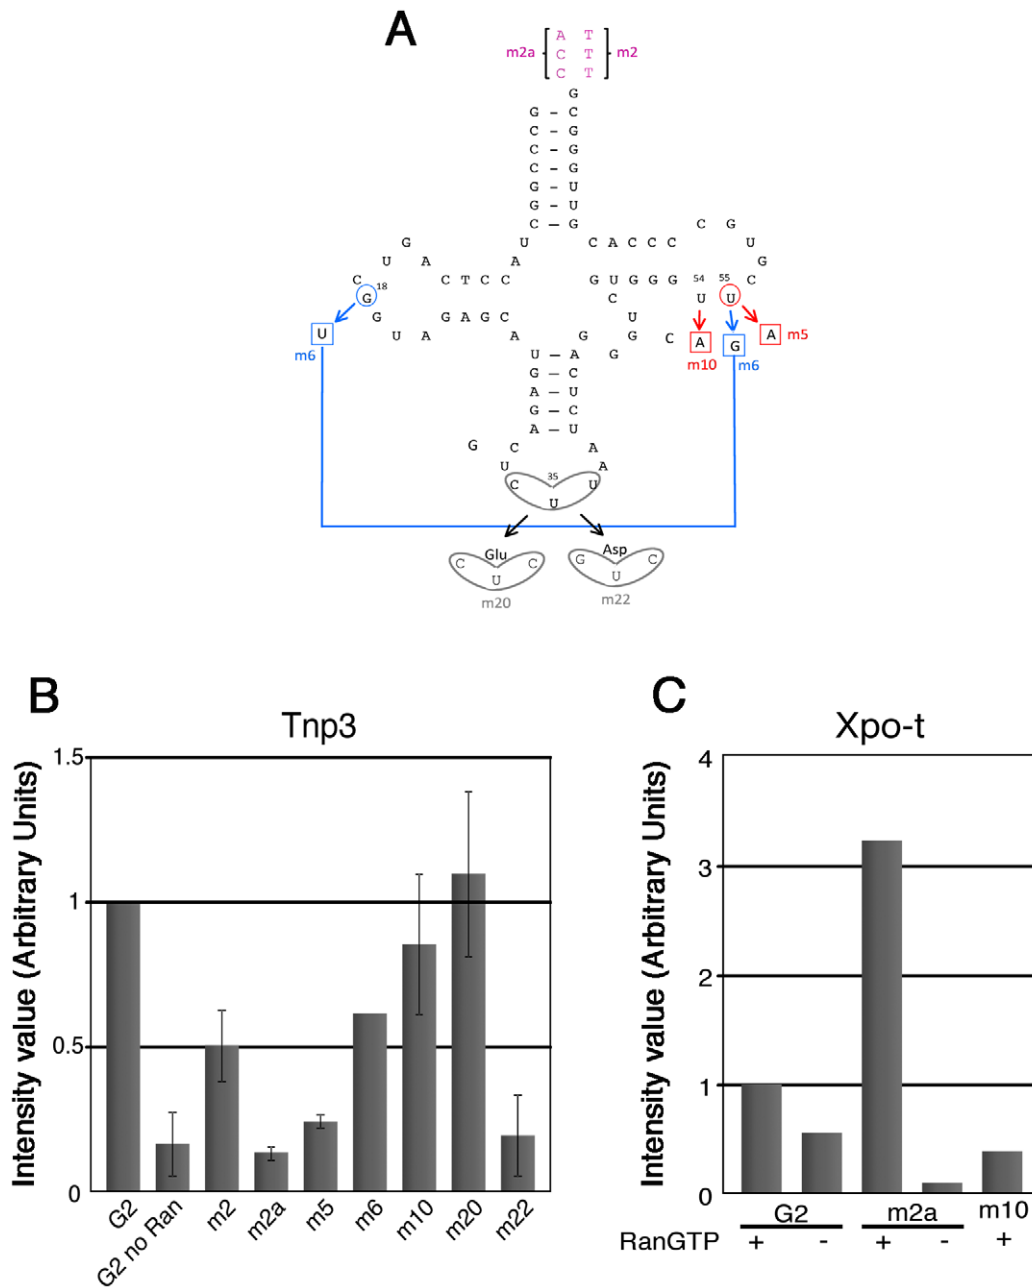 A
m2a A T m2
C T
C T
G
C
G – G
C – G
C – G
C – G
G – U
G – U
C – G
U C A C C C C G U
G A C T C C A G
U C
C G 18 G U G G G 54 U 55 U
G U A G A G C A C U G G G C
U m6 A m10 G m6 A m5
U – A
G – C
A – U
G – C
A – U
G C A
U A
C 35 U U
Glu Asp
C U C G U C
m20 m22
B
Tnp3
Intensity value (Arbitrary Units)
1.5
1
0.5
0
G2 G2 no Ran m2 m2a m5 m6 m10 m20 m22
C
Xpo-t
Intensity value (Arbitrary Units)
4
3
2
1
0
G2 m2a m10
RanGTP + - + - +